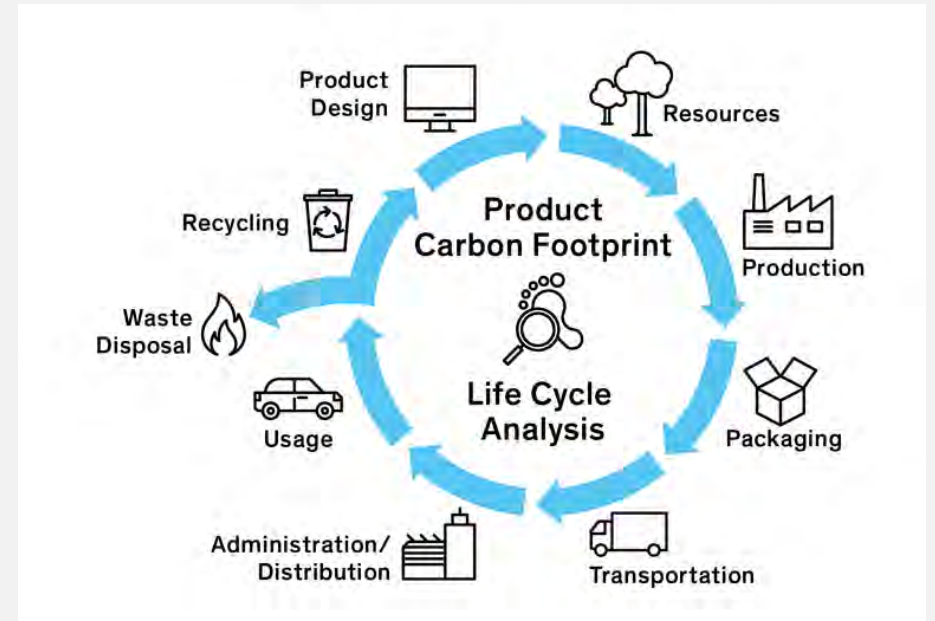 Product
Design
Resources
Product
Carbon Footprint
Recycling
Production
Waste
Disposal
Life Cycle
Analysis
Usage
Packaging
Administration/
Distribution
Transportation